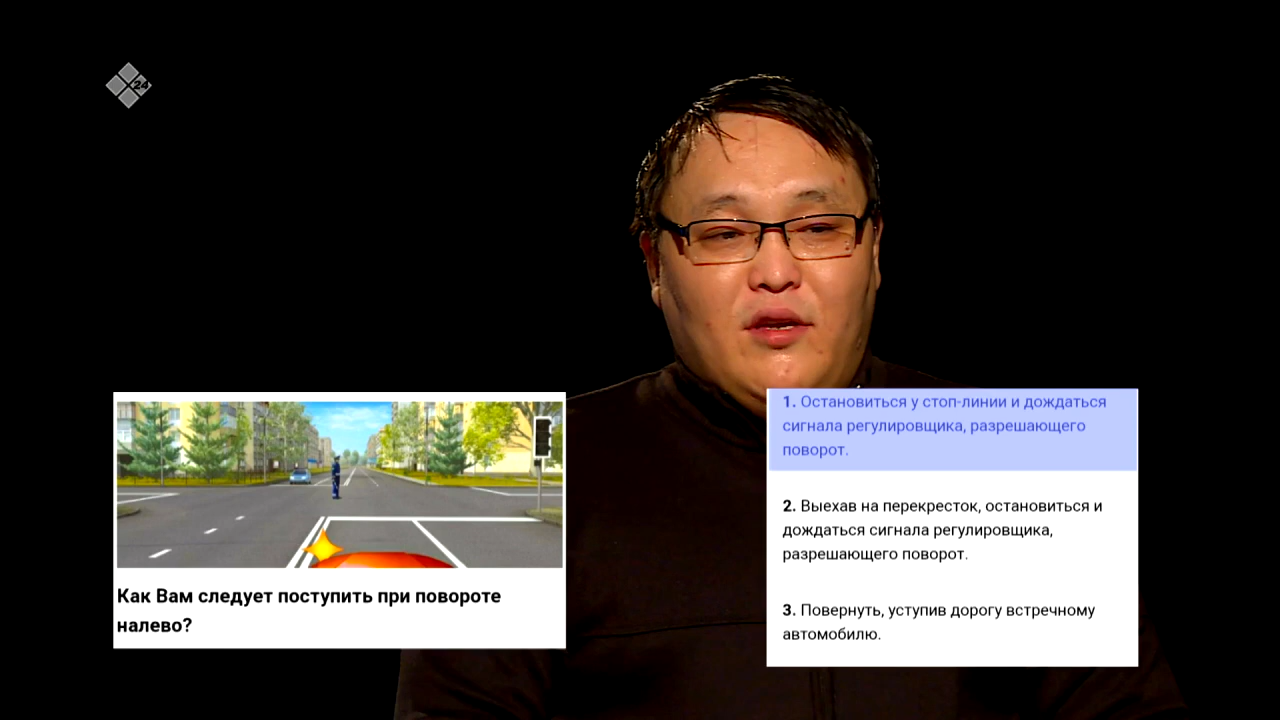 X24
Как Вам следует поступить при повороте
налево?
1. Остановиться у стоп-линии и дождаться
сигнала регулировщика, разрешающего
поворот.
2. Выехав на перекресток, остановиться и
дождаться сигнала регулировщика,
разрешающего поворот.
3. Повернуть, уступив дорогу встречному
автомобилю.